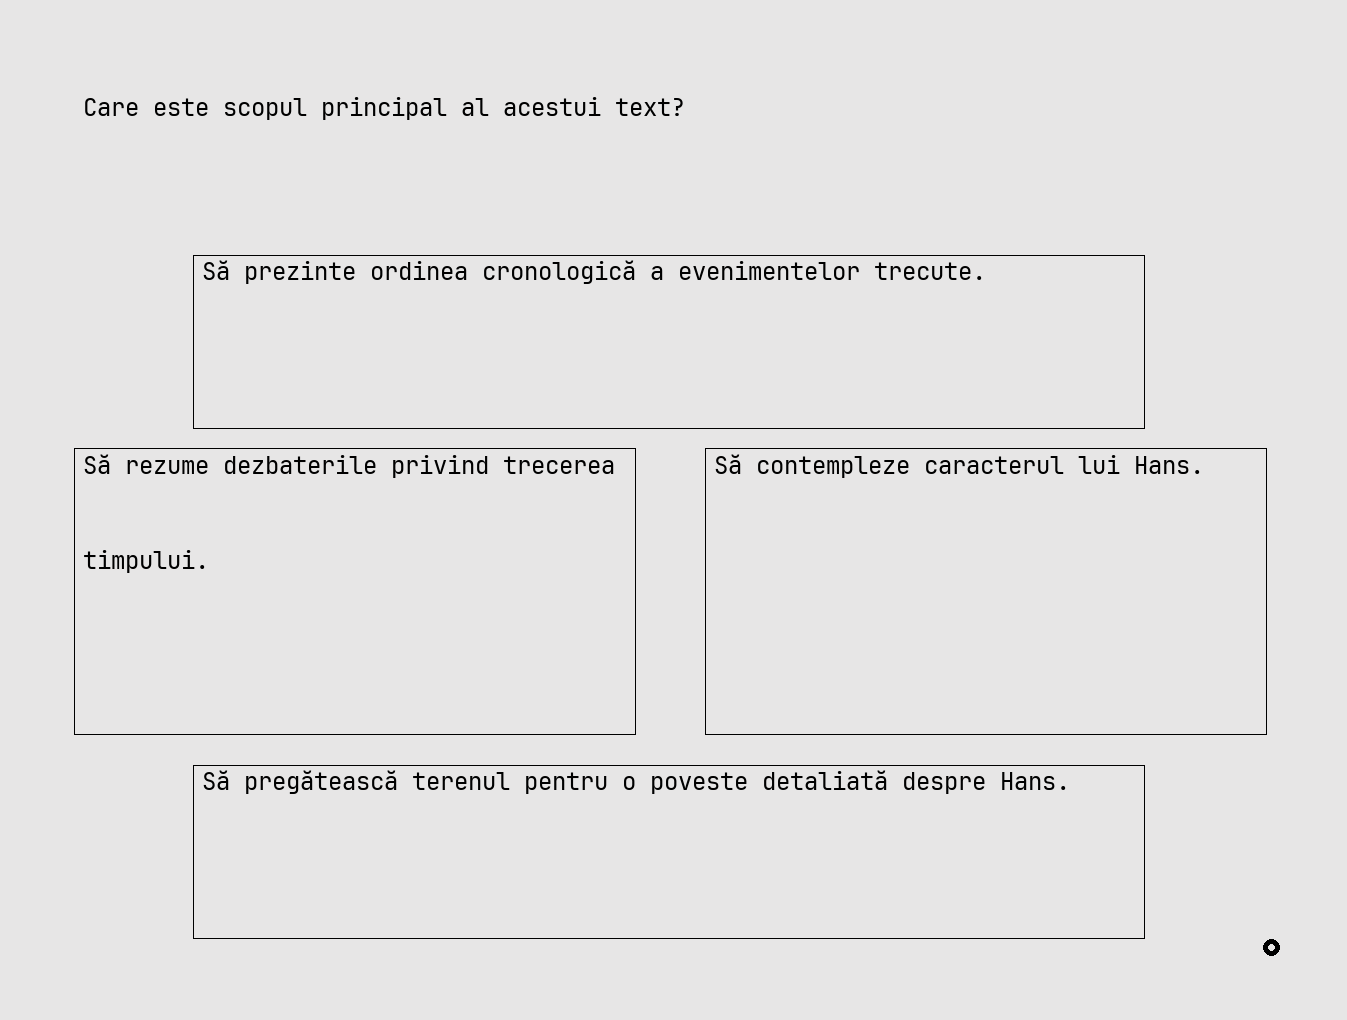 Care este scopul principal al acestui text?
Să prezinte ordinea cronologică a evenimentelor trecute.
Să rezume dezbaterile privind trecerea
timpului.
Să contempleze caracterul lui Hans.
Să pregătească terenul pentru o poveste detaliată despre Hans.